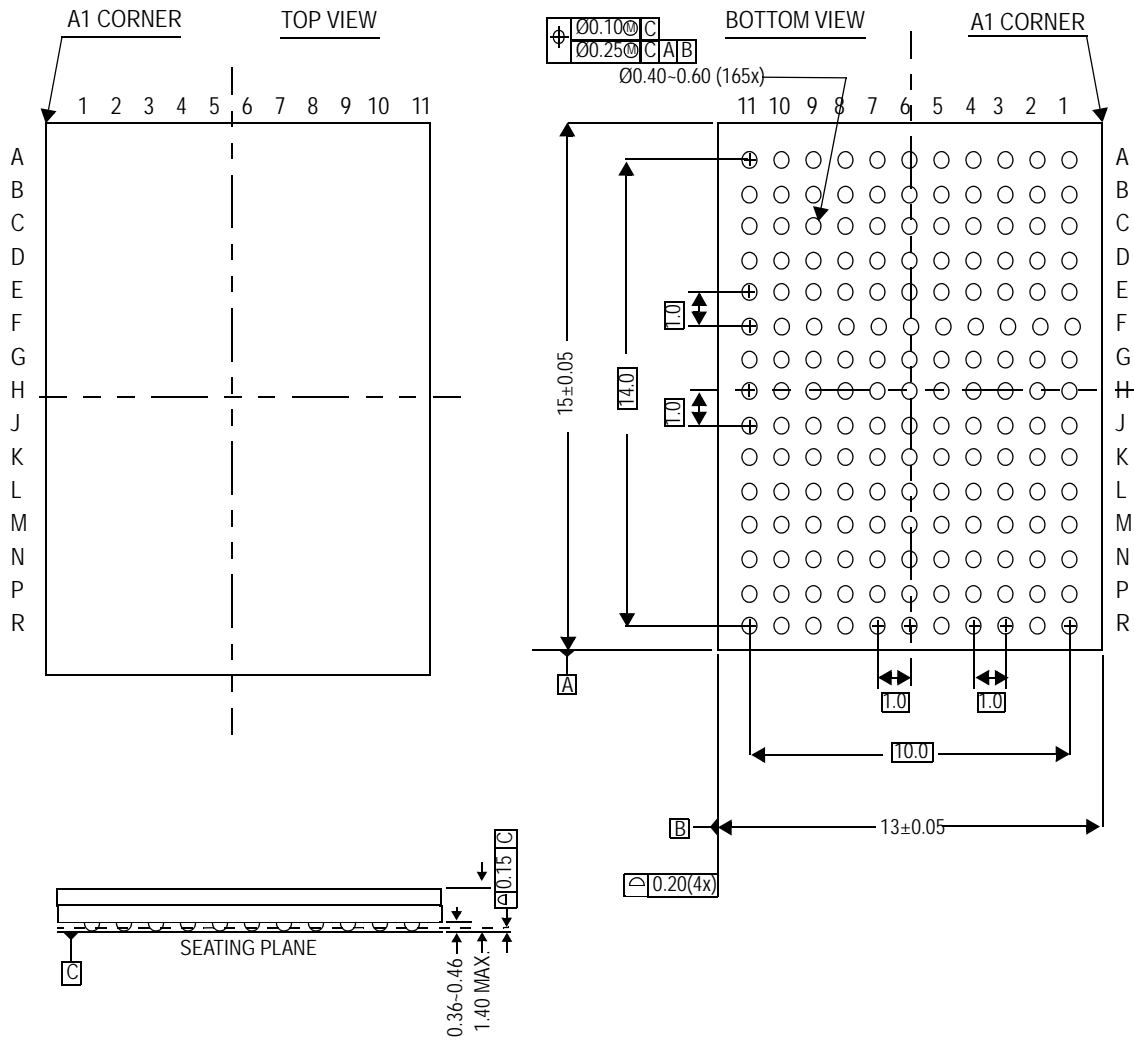 A1 CORNER
TOP VIEW
1 2 3 4 5 6 7 8 9 10 11
A
B
C
D
E
F
G
H
J
K
L
M
N
P
R
Ø0.10Ⓜ C
Ø0.25Ⓜ C A B
Ø0.40~0.60 (165x)
BOTTOM VIEW
A1 CORNER
11 10 9 8 7 6 5 4 3 2 1
A
B
C
D
E
F
G
H
J
K
L
M
N
P
R
15±0.05
14.0
1.0
1.0
A
1.0
1.0
10.0
B
13±0.05
0.20(4x)
0.15 C
SEATING PLANE
C
0.36~0.46
1.40 MAX.